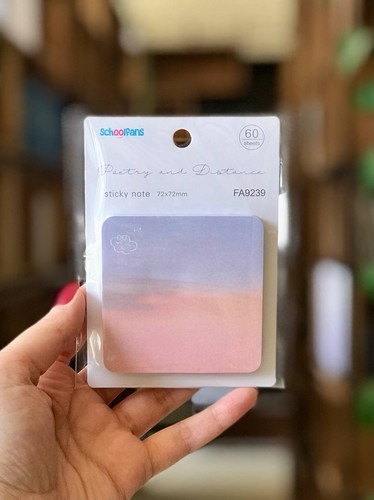 Schoolfans
60
sheets
Poetry and Distance
sticky note 72x72mm
FA9239